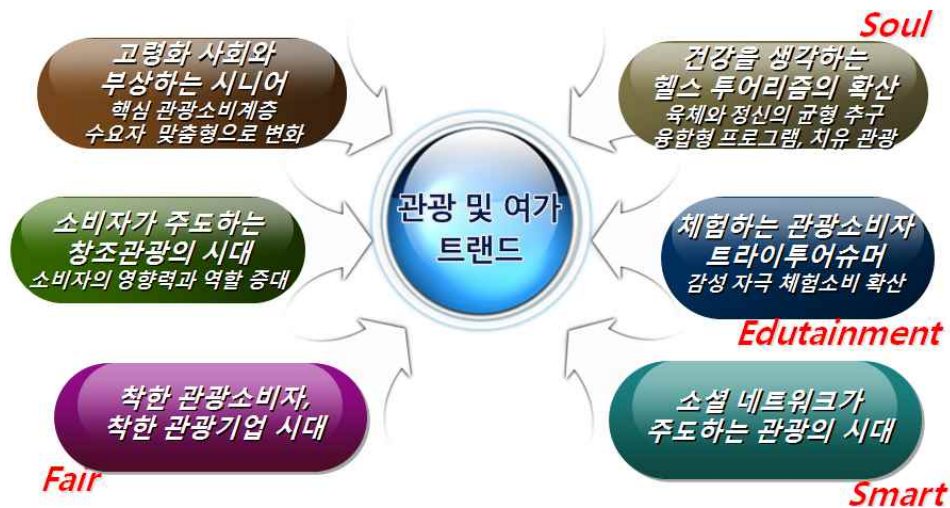 Soul
고령화 사회와
부상하는 시니어
핵심 관광소비계층
수요자 맞춤형으로 변화
건강을 생각하는
헬스 투어리즘의 확산
육체와 정신의 균형 추구
융합형 프로그램, 치유 관광
관광 및 여가
트랜드
소비자가 주도하는
창조관광의 시대
소비자의 영향력과 역할 증대
체험하는 관광소비자
트라이투어슈머
감성 자극 체험소비 확산
Edutainment
착한 관광소비자,
착한 관광기업 시대
Fair
소셜 네트워크가
주도하는 관광의 시대
Smart